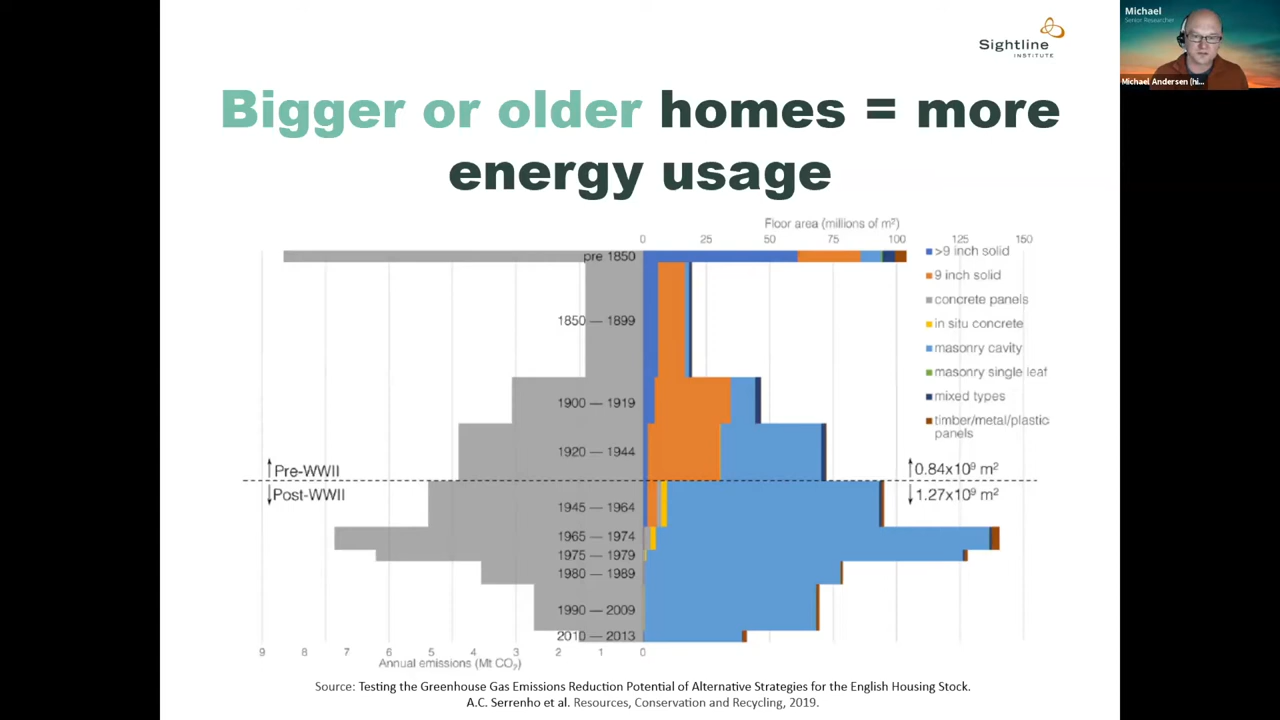 Michael
Senior Researcher
Michael Andersen (hi...
Sightline
INSTITUTE
Bigger or older homes = more
energy usage
Floor area (millions of m²)
0 25 50 75 100 125 150
>9 inch solid
9 inch solid
concrete panels
in situ concrete
masonry cavity
masonry single leaf
mixed types
timber/metal/plastic
panels
pre 1850
1850 — 1899
1900 — 1919
1920 — 1944
Pre-WWII
0.84x10⁹ m²
Post-WWII
1.27x10⁹ m²
1945 — 1964
1965 — 1974
1975 — 1979
1980 — 1989
1990 — 2009
2010 — 2013
9 8 7 6 5 4 3 2 1 0
Annual emissions (Mt CO₂)
Source: Testing the Greenhouse Gas Emissions Reduction Potential of Alternative Strategies for the English Housing Stock.
A.C. Serrenho et al. Resources, Conservation and Recycling, 2019.